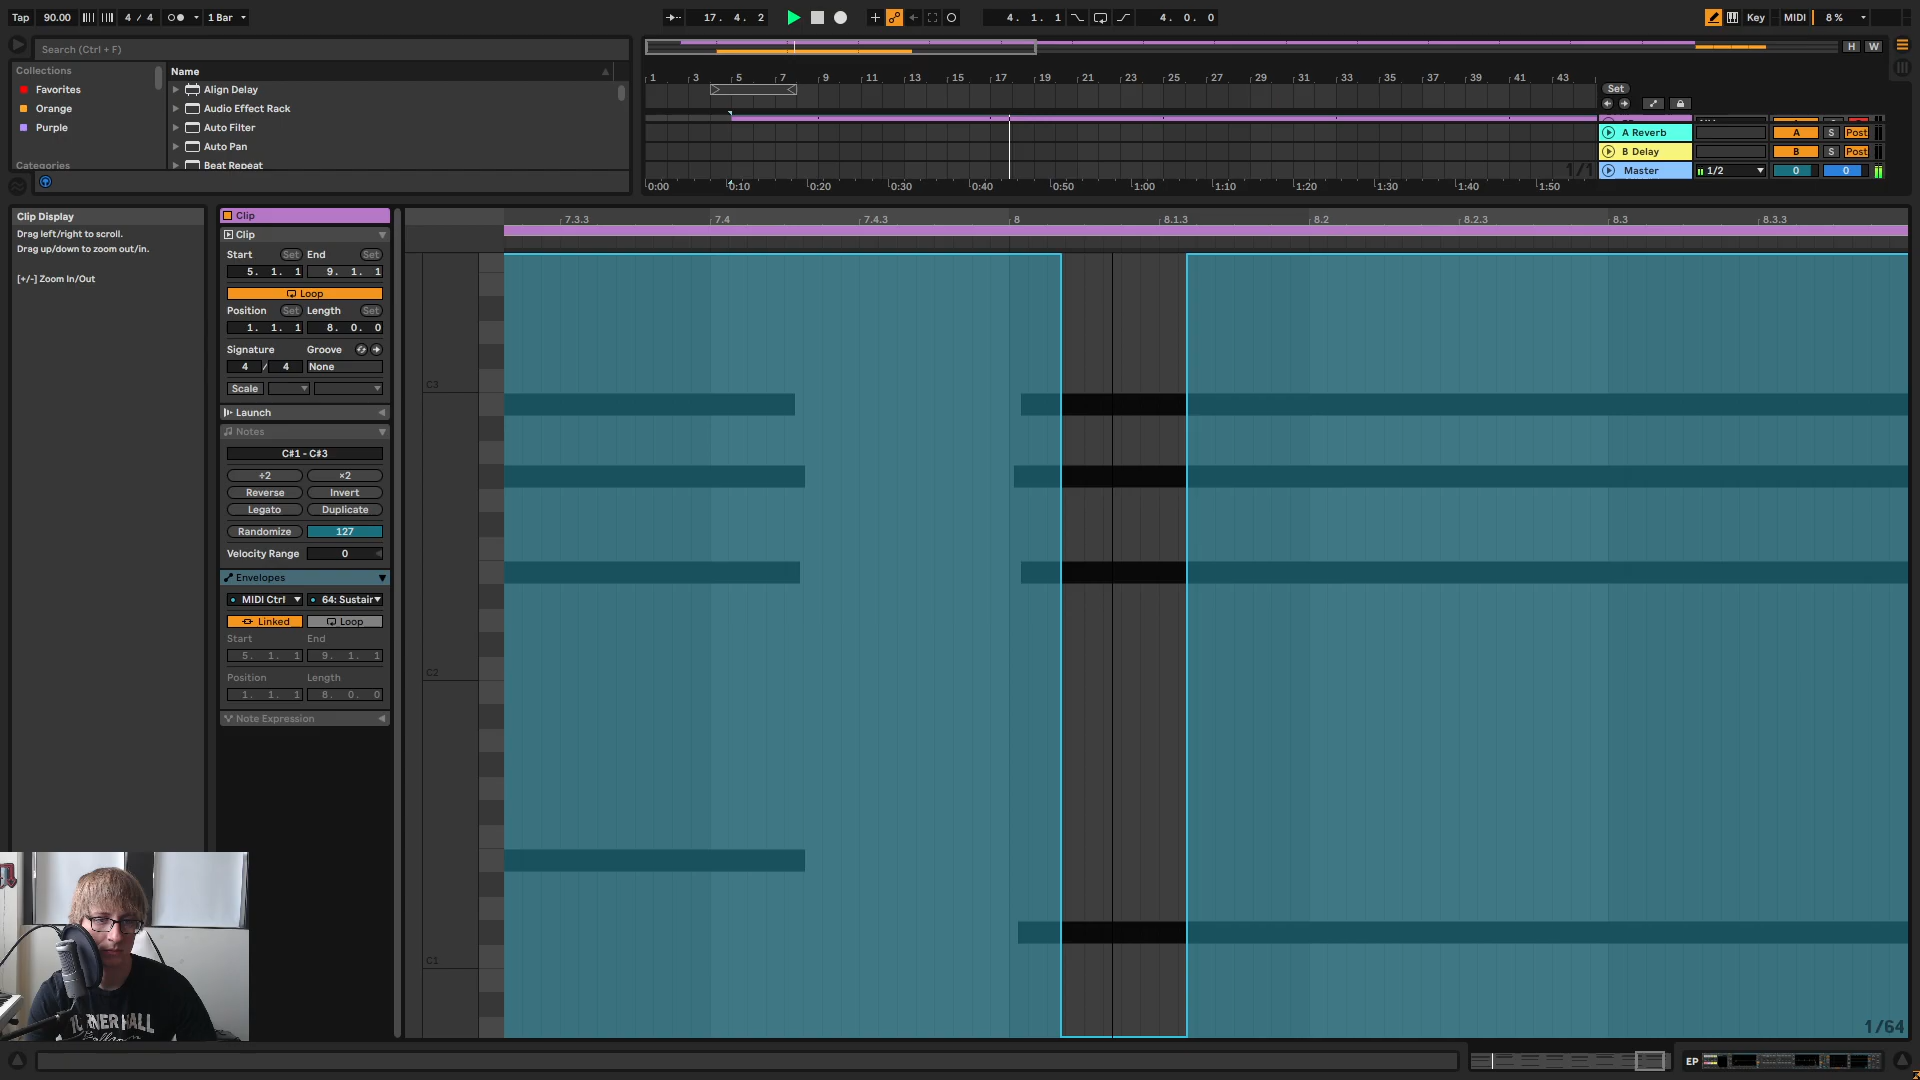 Tap 90.00 4 / 4 1 Bar 17. 4. 2 4. 1. 1 4. 0. 0 Key MIDI 8 %
Search (Ctrl + F)
Collections
Favorites
Orange
Purple
Categories
Name
Align Delay
Audio Effect Rack
Auto Filter
Auto Pan
Beat Repeat
H W
1 3 5 7 9 11 13 15 17 19 21 23 25 27 29 31 33 35 37 39 41 43
Set
A Reverb A S Post
B Delay B S Post
1/1 Master 1/2 0 0
0:00 0:10 0:20 0:30 0:40 0:50 1:00 1:10 1:20 1:30 1:40 1:50
Clip Display
Drag left/right to scroll.
Drag up/down to zoom out/in.
[+/-] Zoom In/Out
Clip
Clip
Start Set End Set
5. 1. 1 9. 1. 1
Loop
Position Set Length Set
1. 1. 1 8. 0. 0
Signature Groove
4 / 4 None
Scale
Launch
Notes
C#1 - C#3
÷2 ×2
Reverse Invert
Legato Duplicate
Randomize 127
Velocity Range 0
Envelopes
MIDI Ctrl 64: Sustair
Linked Loop
Start End
5. 1. 1 9. 1. 1
Position Length
1. 1. 1 8. 0. 0
Note Expression
7.3.3 7.4 7.4.3 8 8.1.3 8.2 8.2.3 8.3 8.3.3
C3
C2
C1
1/64
EP
TURNER HALL